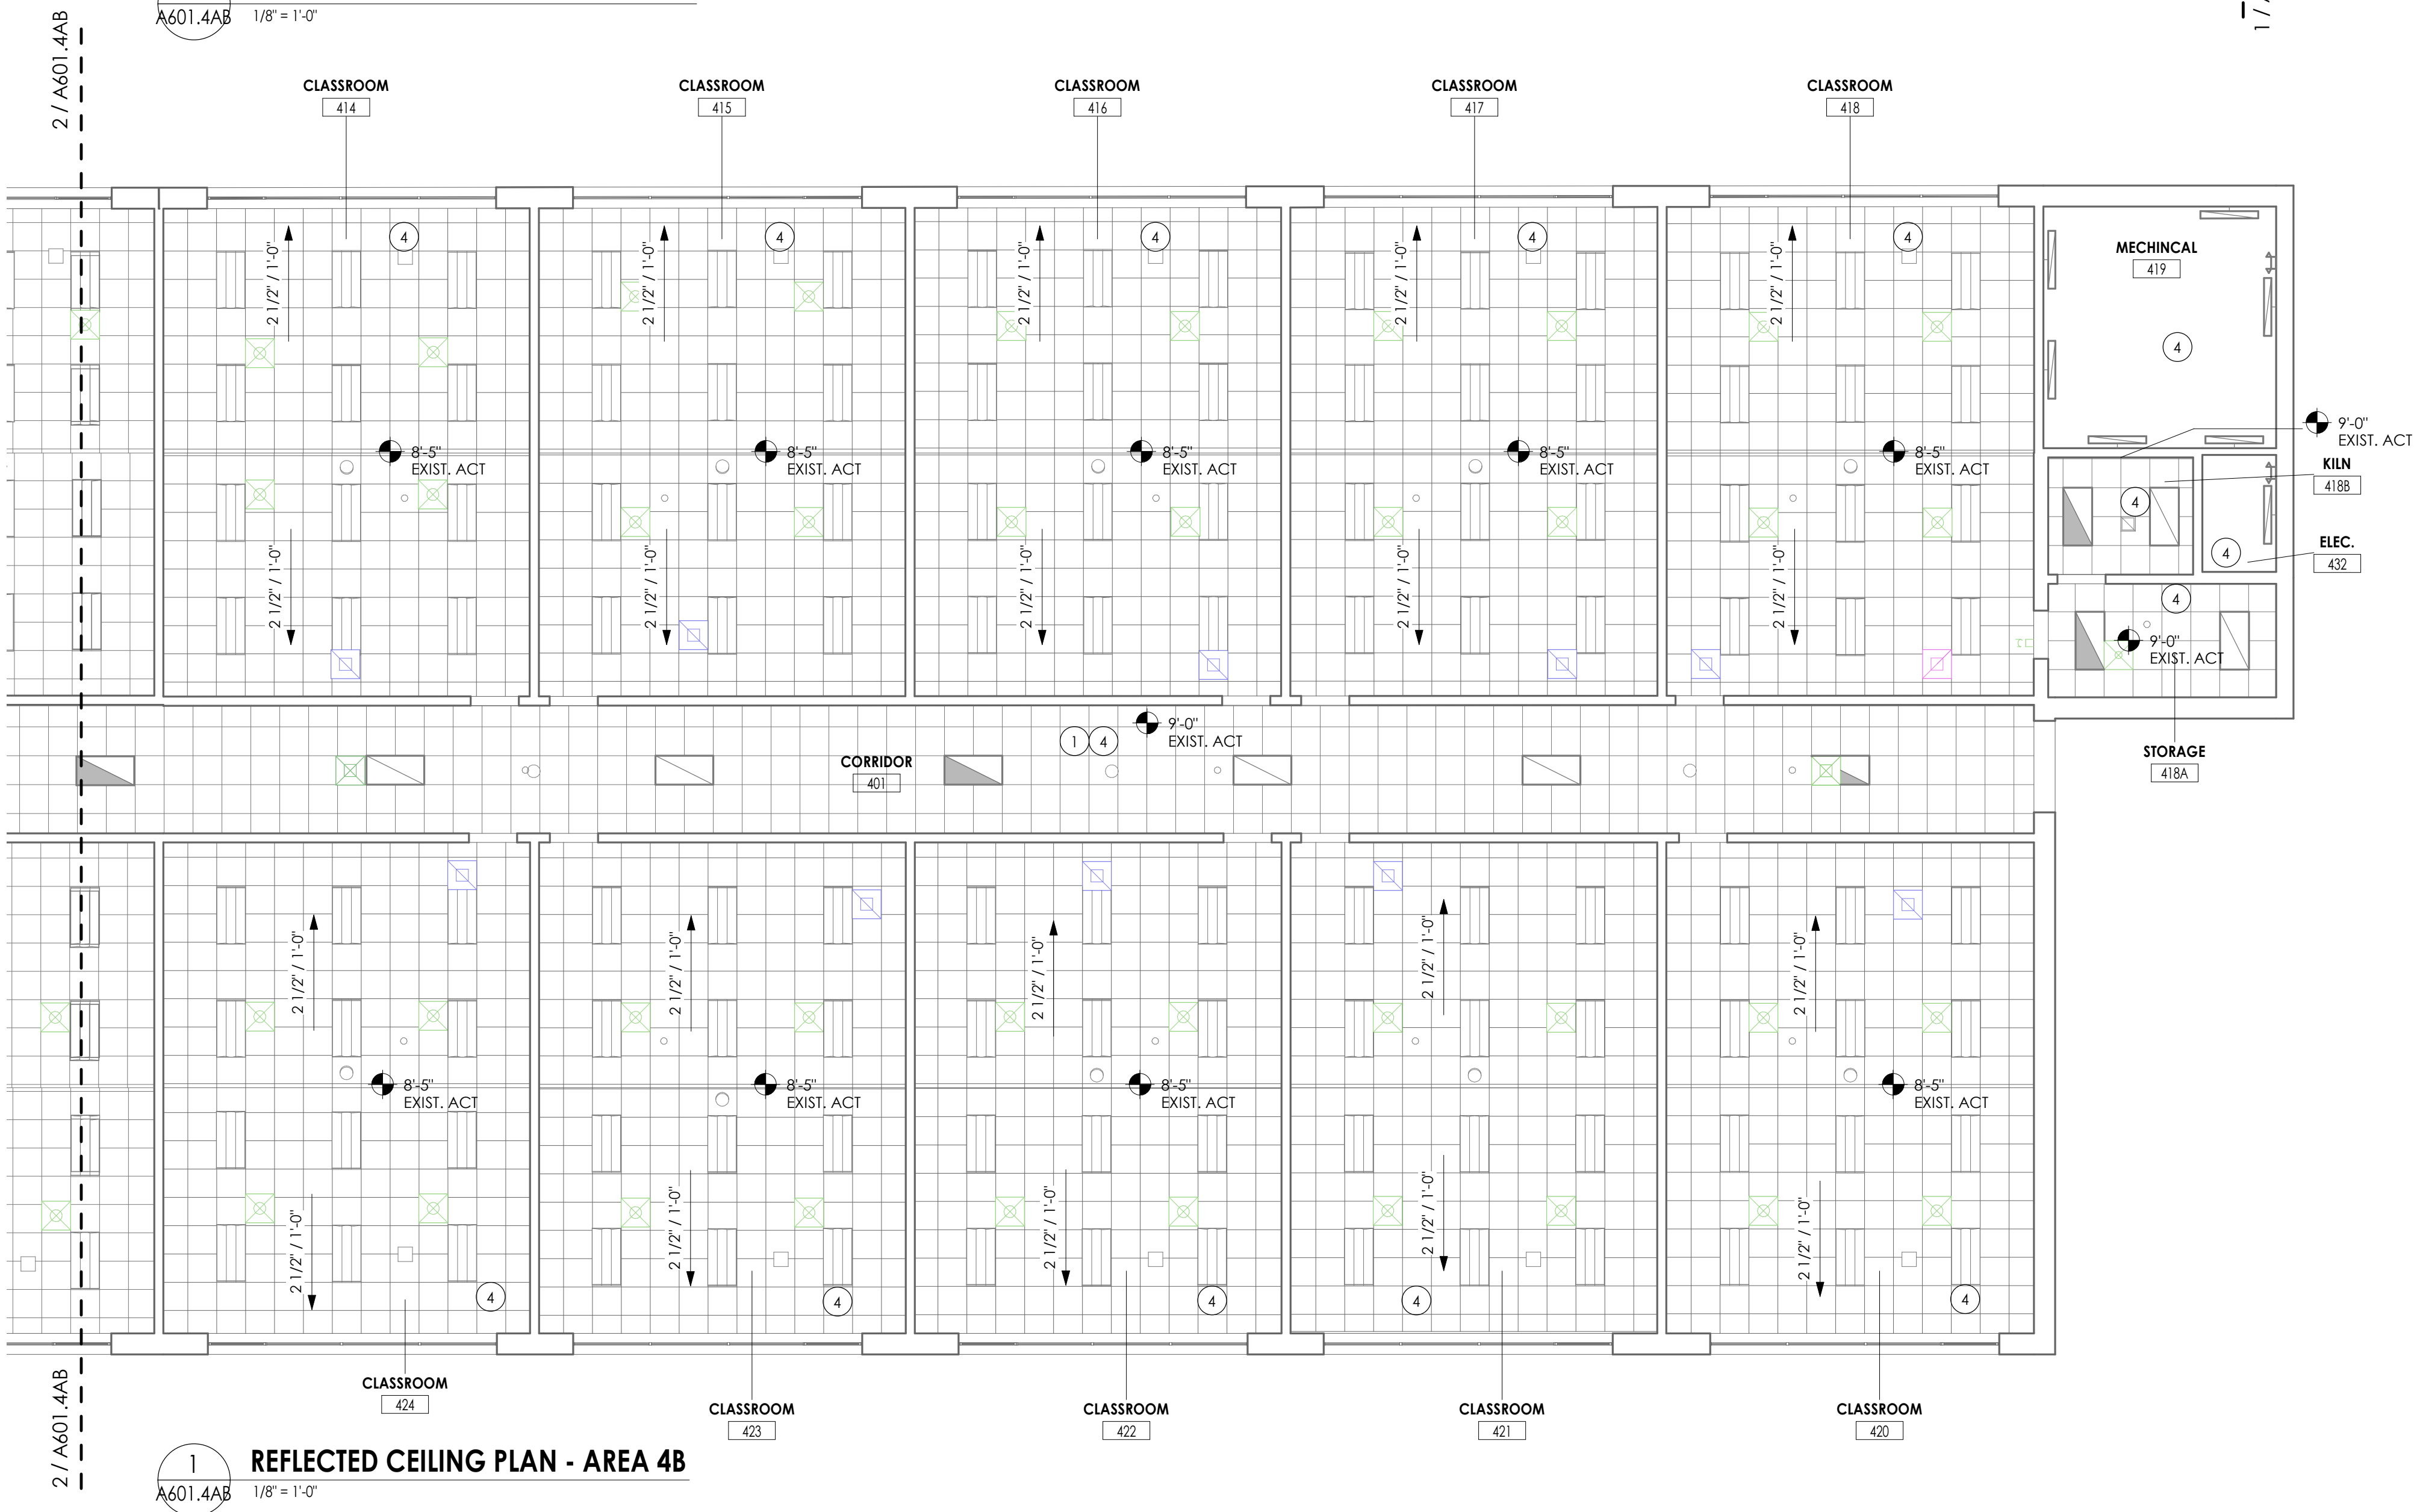 A601.4AB
1/8" = 1'-0"
2 / A601.4AB
1 /
CLASSROOM
414
CLASSROOM
415
CLASSROOM
416
CLASSROOM
417
CLASSROOM
418
4
4
4
4
4
2 1/2" / 1'-0"
2 1/2" / 1'-0"
2 1/2" / 1'-0"
2 1/2" / 1'-0"
2 1/2" / 1'-0"
MECHINCAL
419
4
8'-5"
EXIST. ACT
8'-5"
EXIST. ACT
8'-5"
EXIST. ACT
8'-5"
EXIST. ACT
8'-5"
EXIST. ACT
9'-0"
EXIST. ACT
KILN
418B
4
ELEC.
432
4
2 1/2" / 1'-0"
2 1/2" / 1'-0"
2 1/2" / 1'-0"
2 1/2" / 1'-0"
2 1/2" / 1'-0"
4
9'-0"
EXIST. ACT
STORAGE
418A
9'-0"
EXIST. ACT
1
4
CORRIDOR
401
2 1/2" / 1'-0"
2 1/2" / 1'-0"
2 1/2" / 1'-0"
2 1/2" / 1'-0"
2 1/2" / 1'-0"
8'-5"
EXIST. ACT
8'-5"
EXIST. ACT
8'-5"
EXIST. ACT
8'-5"
EXIST. ACT
8'-5"
EXIST. ACT
2 1/2" / 1'-0"
2 1/2" / 1'-0"
2 1/2" / 1'-0"
2 1/2" / 1'-0"
2 1/2" / 1'-0"
4
4
4
4
4
CLASSROOM
424
CLASSROOM
423
CLASSROOM
422
CLASSROOM
421
CLASSROOM
420
2 / A601.4AB
1
A601.4AB
REFLECTED CEILING PLAN - AREA 4B
1/8" = 1'-0"